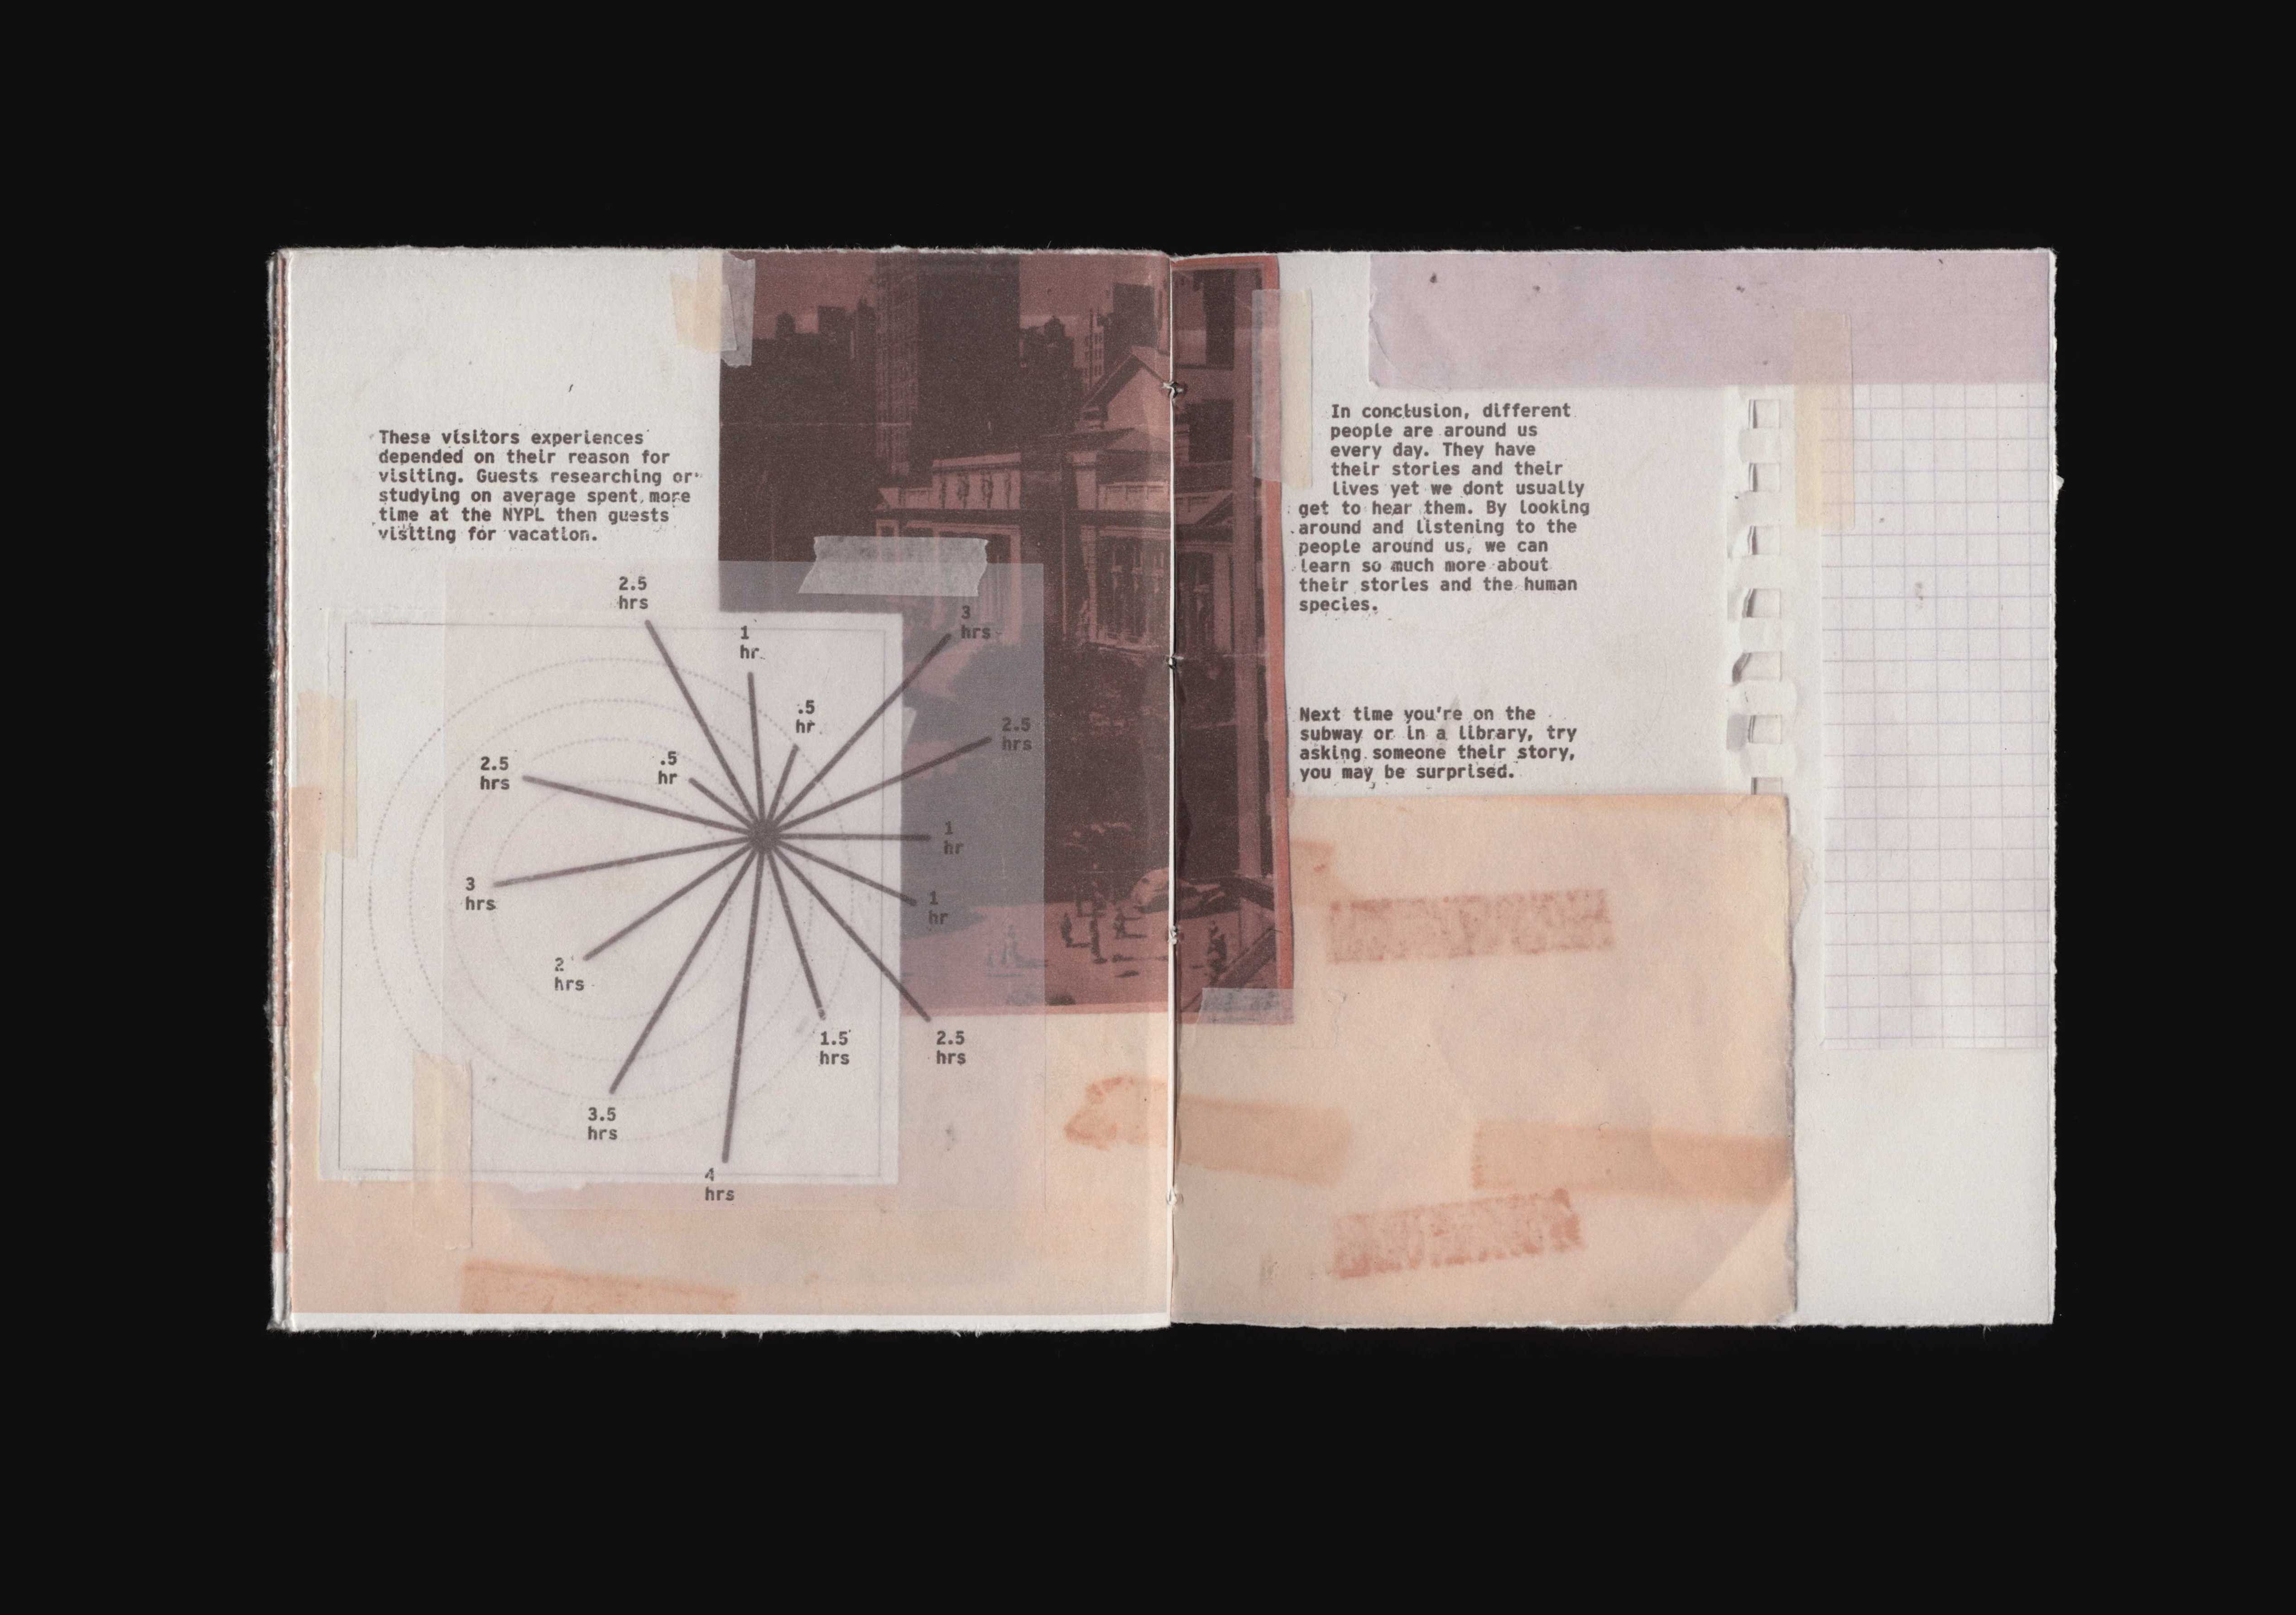 These visitors experiences
depended on their reason for
visiting. Guests researching or
studying on average spent more
time at the NYPL then guests
visiting for vacation.
2.5
hrs
1
hr
3
hrs
.5
hr
2.5
hrs
.5
hr
2.5
hrs
1
hr
3
hrs
1
hr
2
hrs
1.5
hrs
2.5
hrs
3.5
hrs
4
hrs
In conclusion, different
people are around us
every day. They have
their stories and their
lives yet we dont usually
get to hear them. By looking
around and listening to the
people around us, we can
learn so much more about
their stories and the human
species.
Next time you're on the
subway or in a library, try
asking someone their story,
you may be surprised.